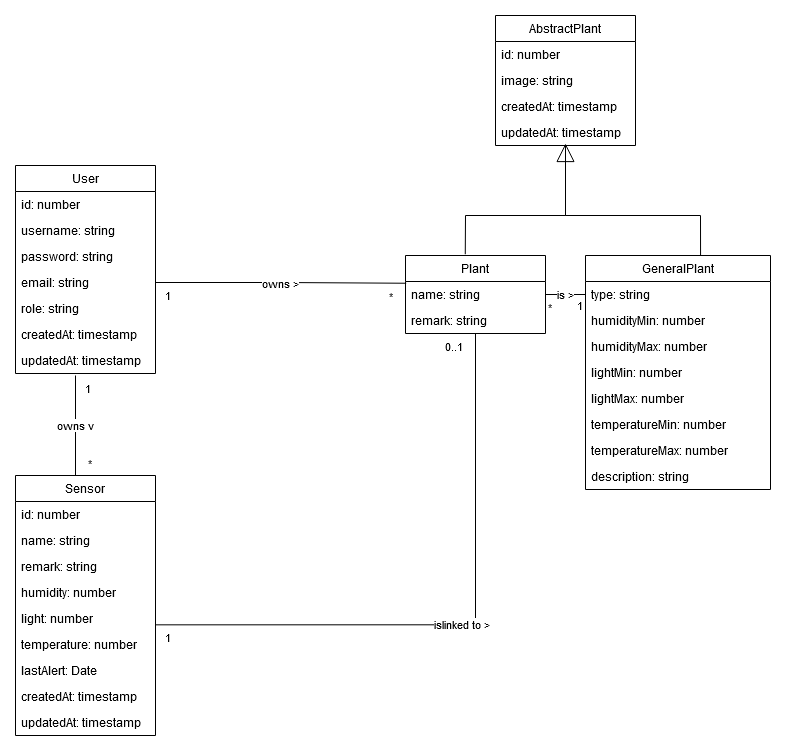 AbstractPlant
id: number
image: string
createdAt: timestamp
updatedAt: timestamp
User
id: number
username: string
password: string
email: string
role: string
createdAt: timestamp
updatedAt: timestamp
1
owns >
*
Plant
name: string
remark: string
is >
*
1
GeneralPlant
type: string
humidityMin: number
humidityMax: number
lightMin: number
lightMax: number
temperatureMin: number
temperatureMax: number
description: string
0..1
1
owns v
*
Sensor
id: number
name: string
remark: string
humidity: number
light: number
temperature: number
lastAlert: Date
createdAt: timestamp
updatedAt: timestamp
1
islinked to >